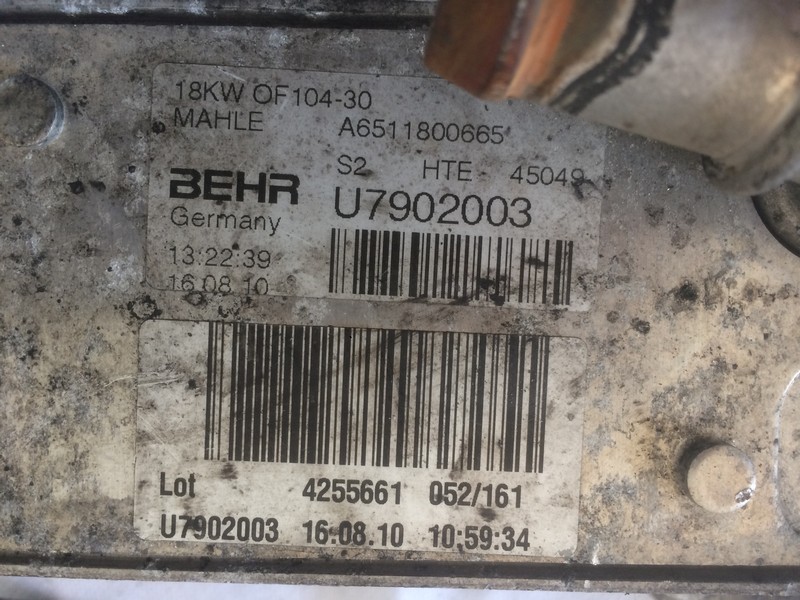 18KW OF104-30
MAHLE A6511800665
S2 HTE - 45049
BEHR U7902003
Germany
13:22:39
16.08.10
Lot 4255661 052/161
U7902003 16.08.10 10:59:34